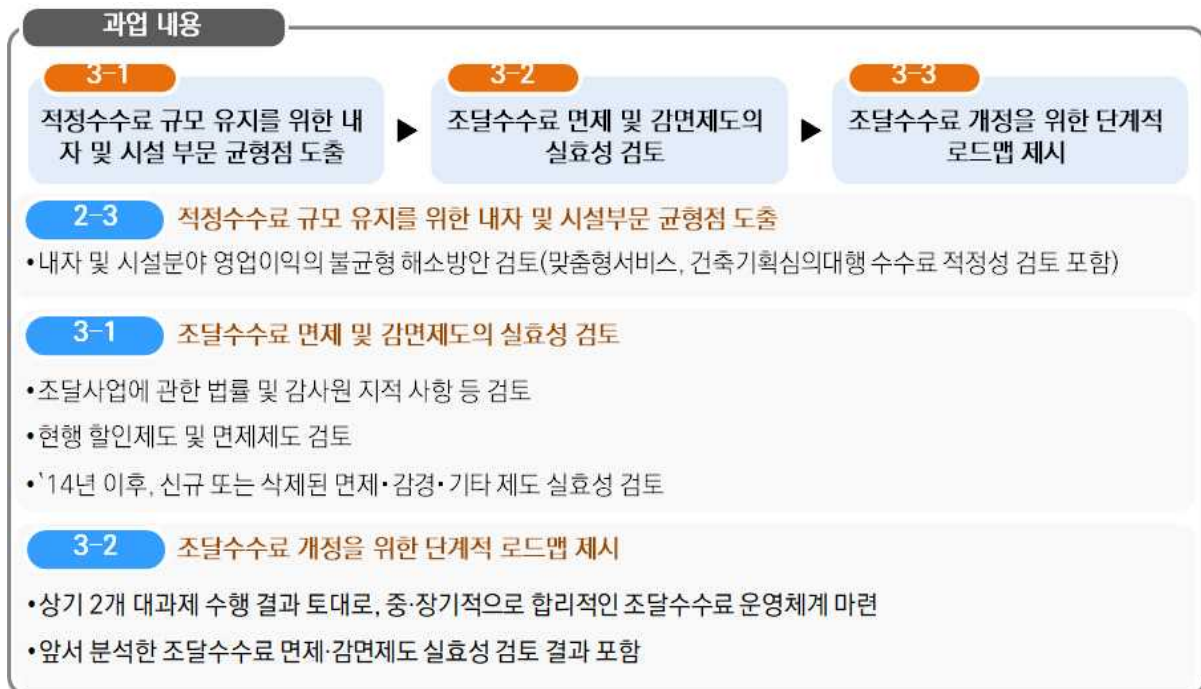 과업 내용
3-1
적정수수료 규모 유지를 위한 내
자 및 시설 부문 균형점 도출
▶
3-2
조달수수료 면제 및 감면제도의
실효성 검토
▶
3-3
조달수수료 개정을 위한 단계적
로드맵 제시
2-3 적정수수료 규모 유지를 위한 내자 및 시설부문 균형점 도출
•내자 및 시설분야 영업이익의 불균형 해소방안 검토(맞춤형서비스, 건축기획심의대행 수수료 적정성 검토 포함)
3-1 조달수수료 면제 및 감면제도의 실효성 검토
•조달사업에 관한 법률 및 감사원 지적 사항 등 검토
•현행 할인제도 및 면제제도 검토
•`14년 이후, 신규 또는 삭제된 면제·감경·기타 제도 실효성 검토
3-2 조달수수료 개정을 위한 단계적 로드맵 제시
•상기 2개 대과제 수행 결과 토대로, 중·장기적으로 합리적인 조달수수료 운영체계 마련
•앞서 분석한 조달수수료 면제·감면제도 실효성 검토 결과 포함